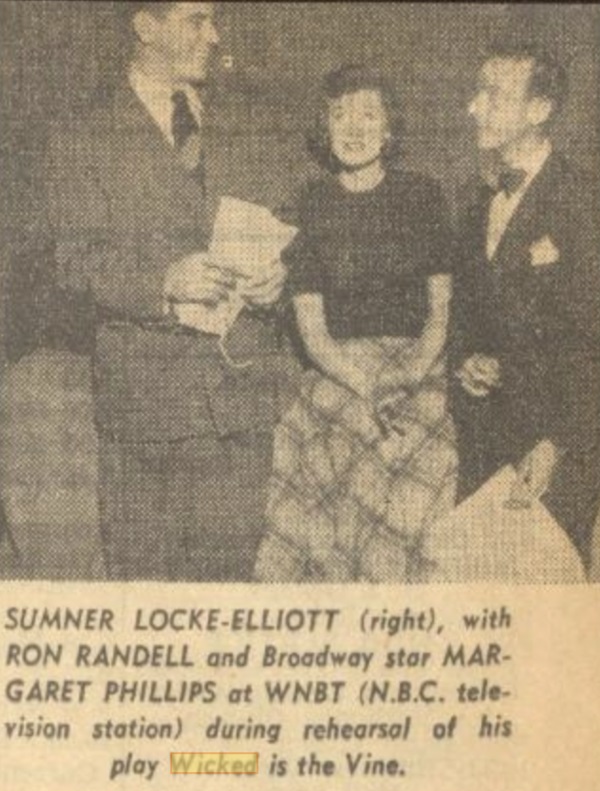 SUMNER LOCKE-ELLIOTT (right), with
RON RANDELL and Broadway star MAR-
GARET PHILLIPS at WNBT (N.B.C. tele-
vision station) during rehearsal of his
play Wicked is the Vine.